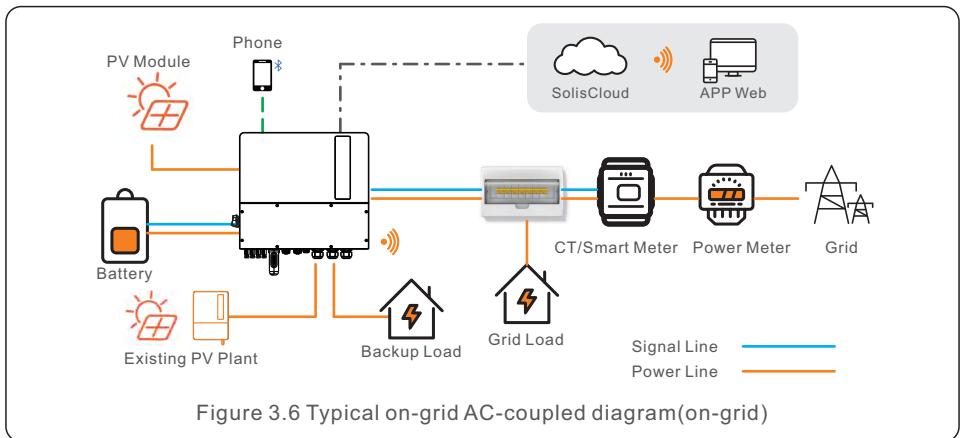 Phone
PV Module
SolisCloud
APP Web
CT/Smart Meter
Power Meter
Grid
Battery
Existing PV Plant
Backup Load
Grid Load
Signal Line
Power Line
Figure 3.6 Typical on-grid AC-coupled diagram(on-grid)